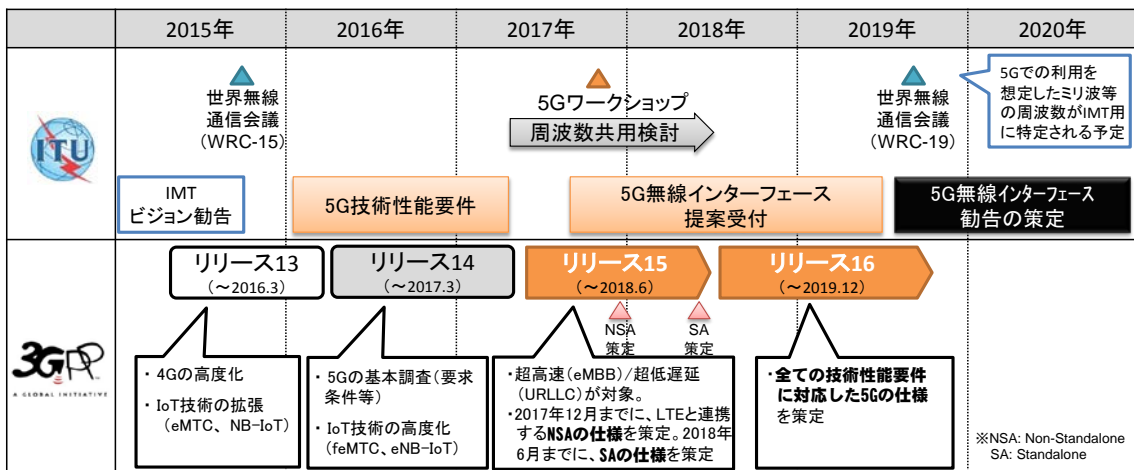 2015年 2016年 2017年 2018年 2019年 2020年
ITU
世界無線
通信会議
(WRC-15)
5Gワークショップ
周波数共用検討
世界無線
通信会議
(WRC-19)
5Gでの利用を
想定したミリ波等
の周波数がIMT用
に特定される予定
IMT
ビジョン勧告
5G技術性能要件
5G無線インターフェース
提案受付
5G無線インターフェース
勧告の策定
3GPP
A GLOBAL INITIATIVE
リリース13
(～2016.3)
リリース14
(～2017.3)
リリース15
(～2018.6)
リリース16
(～2019.12)
NSA
策定
SA
策定
・4Gの高度化
・IoT技術の拡張
(eMTC、NB-IoT)
・5Gの基本調査(要求
条件等)
・IoT技術の高度化
(feMTC、eNB-IoT)
・超高速(eMBB)/超低遅延
(URLLC)が対象。
・2017年12月までに、LTEと連携
するNSAの仕様を策定。2018年
6月までに、SAの仕様を策定
・全ての技術性能要件
に対応した5Gの仕様
を策定
※NSA: Non-Standalone
SA: Standalone